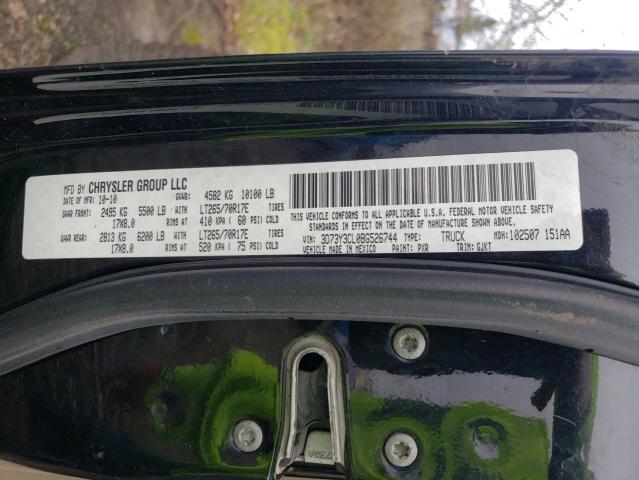 MFD BY CHRYSLER GROUP LLC
DATE OF MFR: 10-10 GVWR: 4582 KG 10100 LB
GAWR FRONT: 2495 KG 5500 LB WITH LT265/70R17E TIRES
17X8.0 RIMS AT 410 KPA ( 60 PSI) COLD
GAWR REAR: 2813 KG 6200 LB WITH LT265/70R17E TIRES
17X8.0 RIMS AT 520 KPA ( 75 PSI) COLD
THIS VEHICLE CONFORMS TO ALL APPLICABLE U.S.A. FEDERAL MOTOR VEHICLE SAFETY
STANDARDS IN EFFECT ON THE DATE OF MANUFACTURE SHOWN ABOVE.
VIN: 3D73Y3CL0BG526744 TYPE: TRUCK MDH: 102507 151AA
VEHICLE MADE IN MEXICO PAINT: PXR TRIM: GJKT